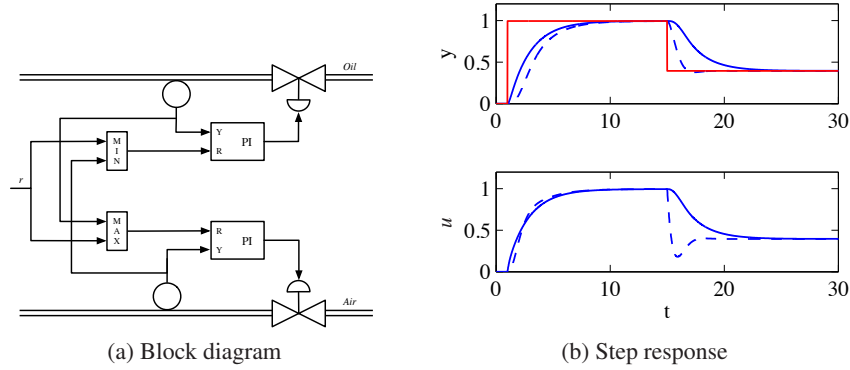 Oil
Y
R
PI
M
I
N
r
M
A
X
R
Y
PI
Air
(a) Block diagram
1
0.5
0
y
0 10 20 30
1
0.5
0
u
0 10 20 30
t
(b) Step response